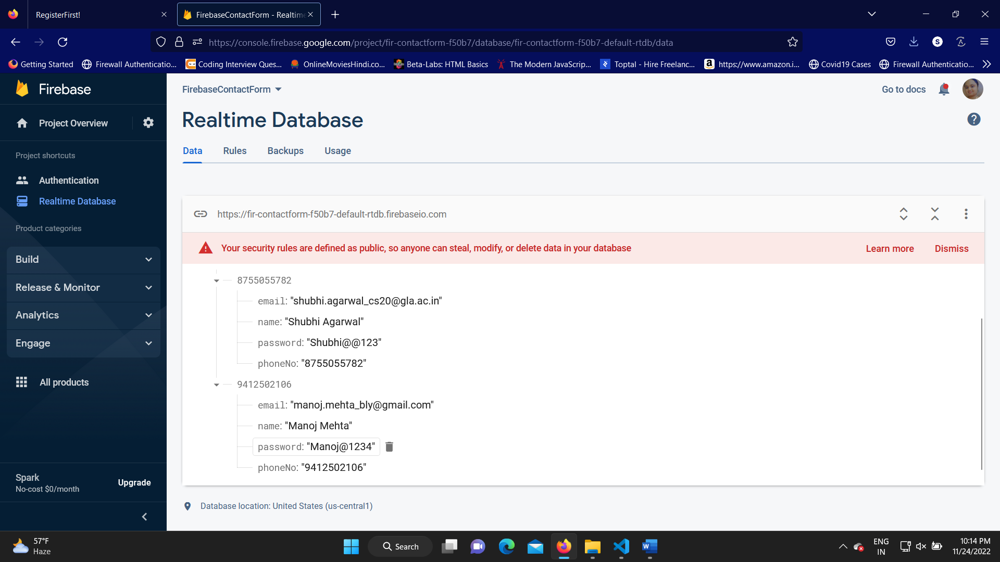 RegisterFirst!
FirebaseContactForm - Realtime
https://console.firebase.google.com/project/fir-contactform-f50b7/database/fir-contactform-f50b7-default-rtdb/data
S
Getting Started
Firewall Authenticatio...
Coding Interview Ques...
OnlineMoviesHindi.co...
Beta-Labs: HTML Basics
The Modern JavaScrip...
Toptal - Hire Freelanc...
https://www.amazon.i...
Covid19 Cases
Firewall Authenticatio...
Firebase
Project Overview
Project shortcuts
Authentication
Realtime Database
Product categories
Build
Release & Monitor
Analytics
Engage
All products
Spark
No-cost $0/month
Upgrade
FirebaseContactForm
Go to docs
Realtime Database
Data
Rules
Backups
Usage
https://fir-contactform-f50b7-default-rtdb.firebaseio.com
Your security rules are defined as public, so anyone can steal, modify, or delete data in your database
Learn more
Dismiss
8755055782
email: "shubhi.agarwal_cs20@gla.ac.in"
name: "Shubhi Agarwal"
password: "Shubhi@@123"
phoneNo: "8755055782"
9412502106
email: "manoj.mehta_bly@gmail.com"
name: "Manoj Mehta"
password: "Manoj@1234"
phoneNo: "9412502106"
Database location: United States (us-central1)
57°F
Haze
Search
ENG
IN
10:14 PM
11/24/2022